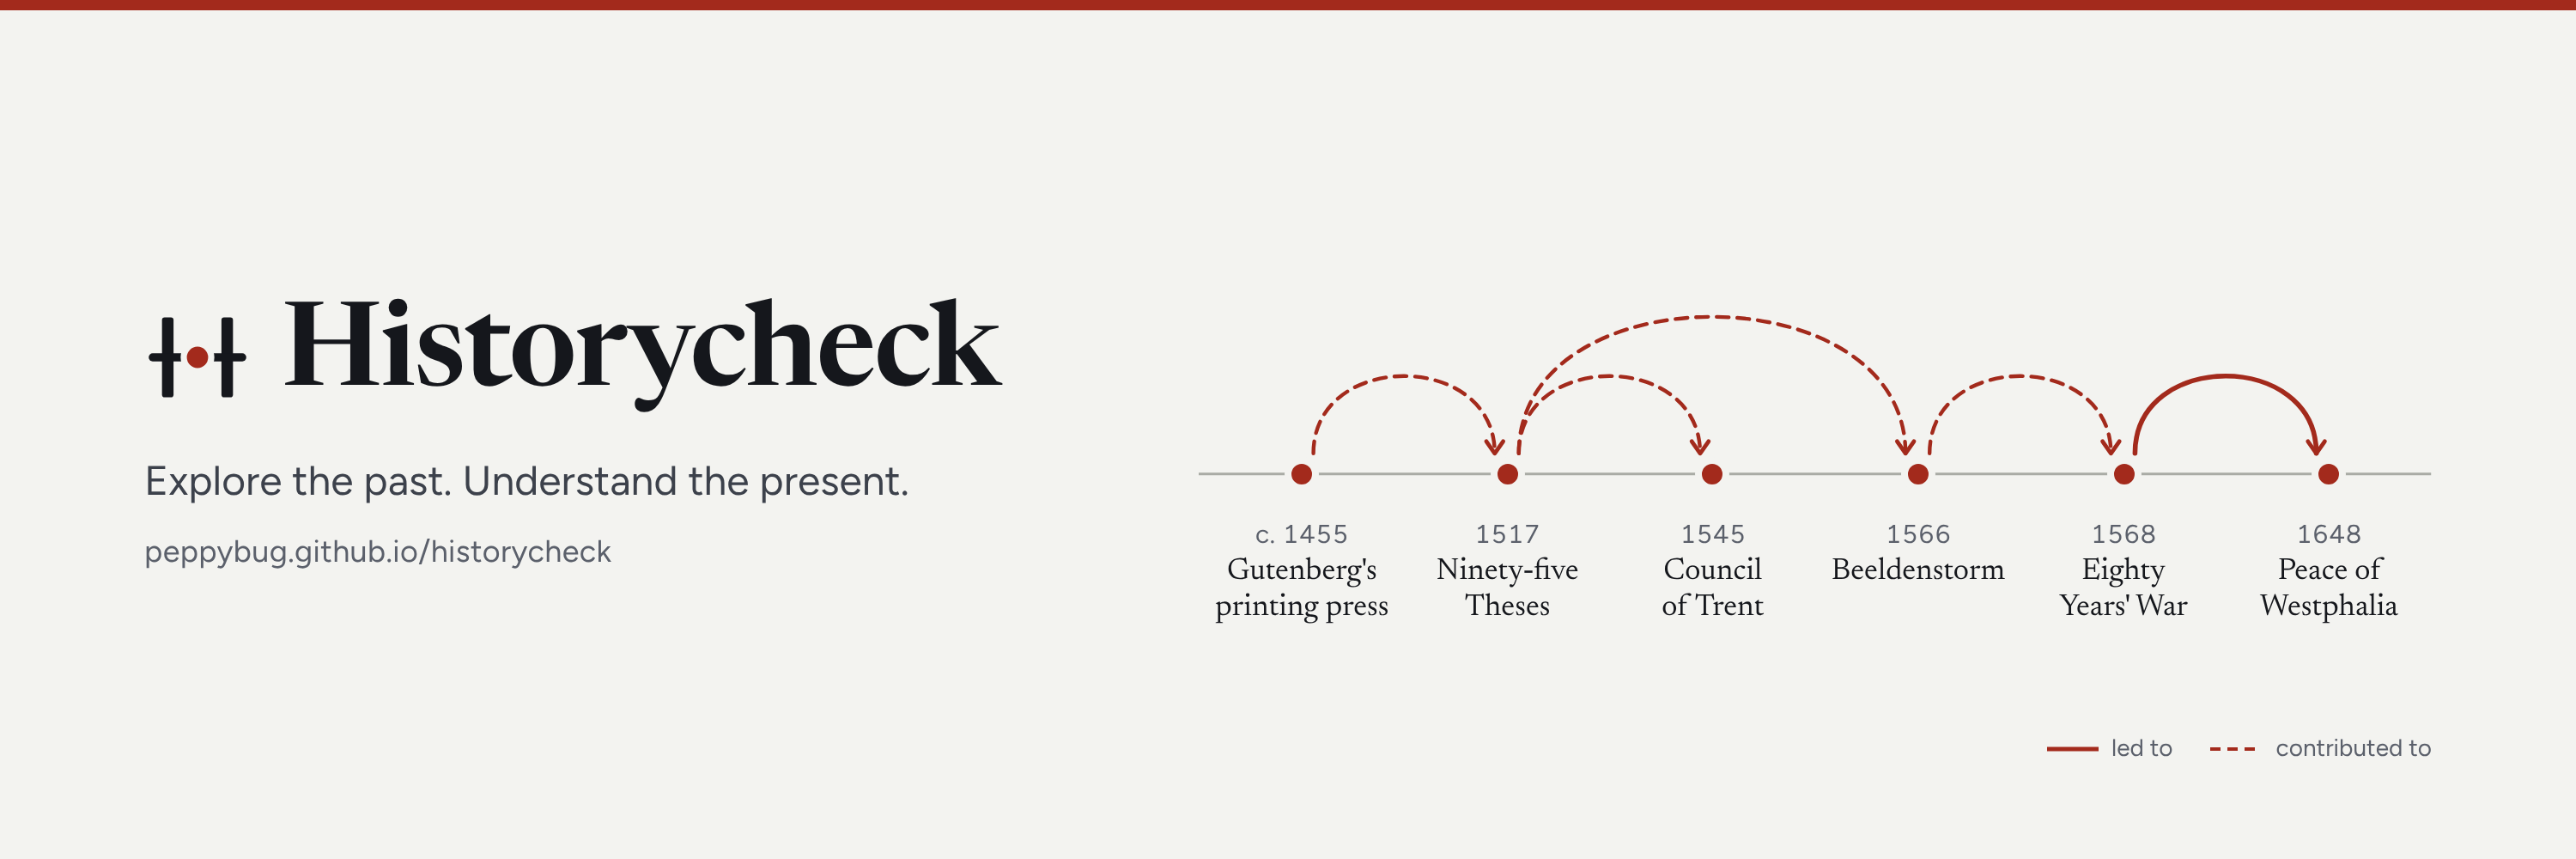 Historycheck
Explore the past. Understand the present.
peppybug.github.io/historycheck
c. 1455
Gutenberg's
printing press
1517
Ninety-five
Theses
1545
Council
of Trent
1566
Beeldenstorm
1568
Eighty
Years' War
1648
Peace of
Westphalia
led to
contributed to